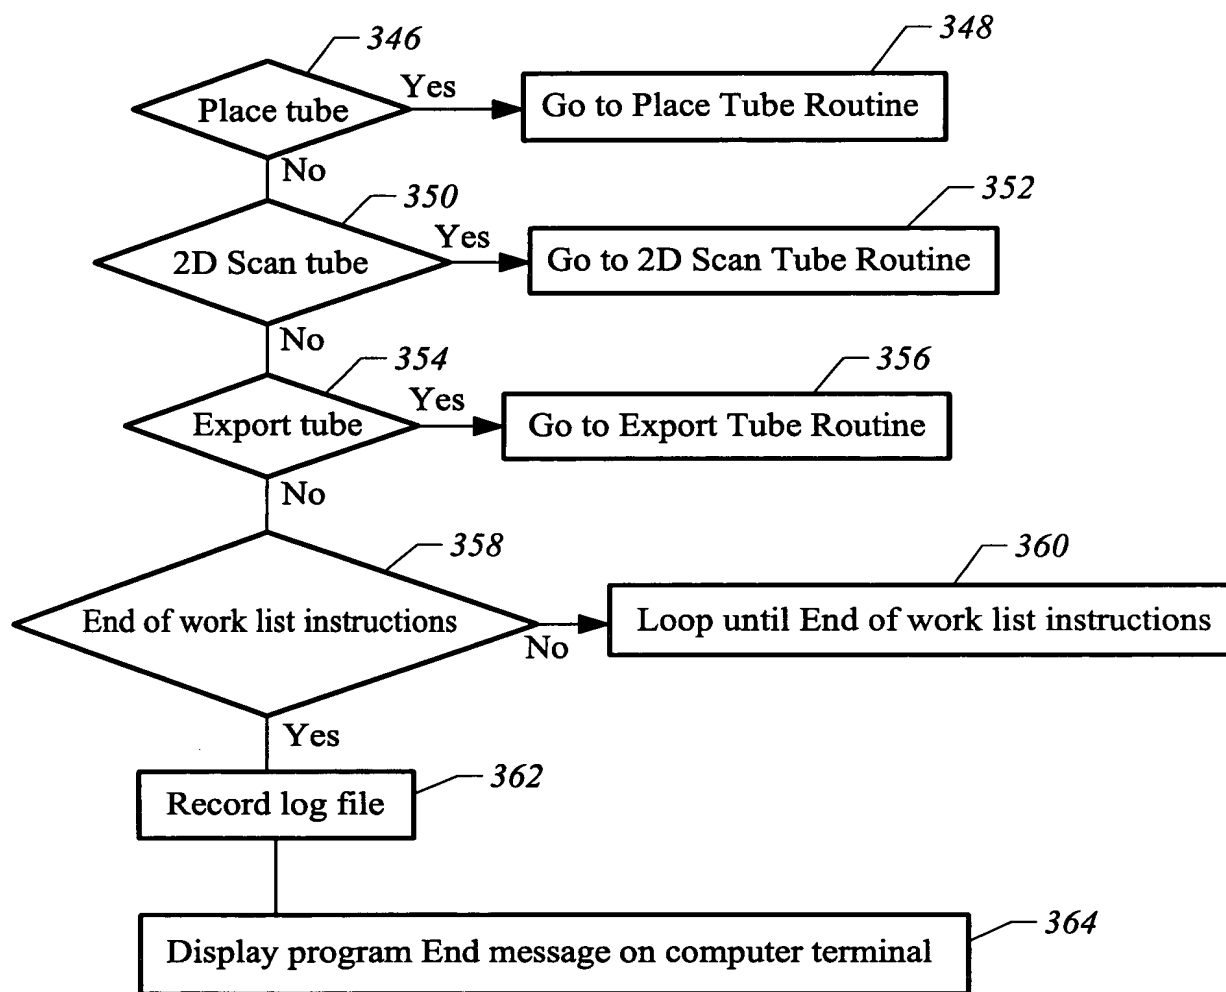 346
348
Place tube
Yes
Go to Place Tube Routine
No
350
352
2D Scan tube
Yes
Go to 2D Scan Tube Routine
No
354
356
Export tube
Yes
Go to Export Tube Routine
No
358
360
End of work list instructions
No
Loop until End of work list instructions
Yes
362
Record log file
364
Display program End message on computer terminal